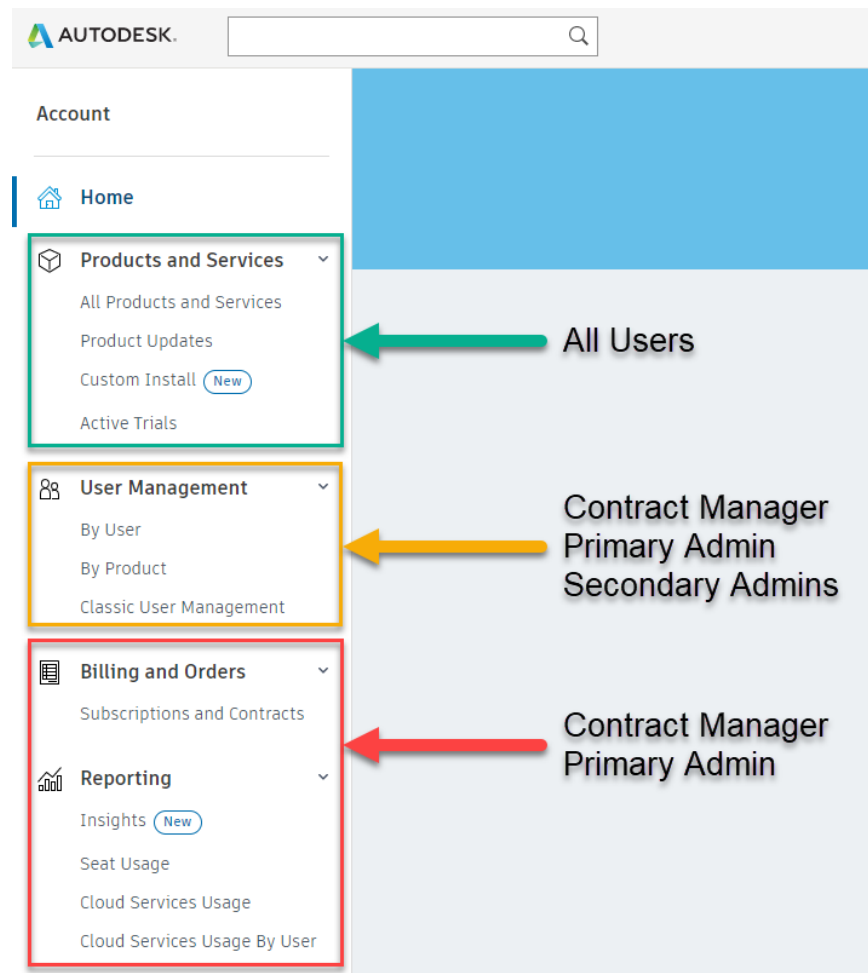 AUTODESK.
Account
Home
Products and Services
All Products and Services
Product Updates
Custom Install New
Active Trials
All Users
User Management
By User
By Product
Classic User Management
Contract Manager
Primary Admin
Secondary Admins
Billing and Orders
Subscriptions and Contracts
Reporting
Insights New
Seat Usage
Cloud Services Usage
Cloud Services Usage By User
Contract Manager
Primary Admin